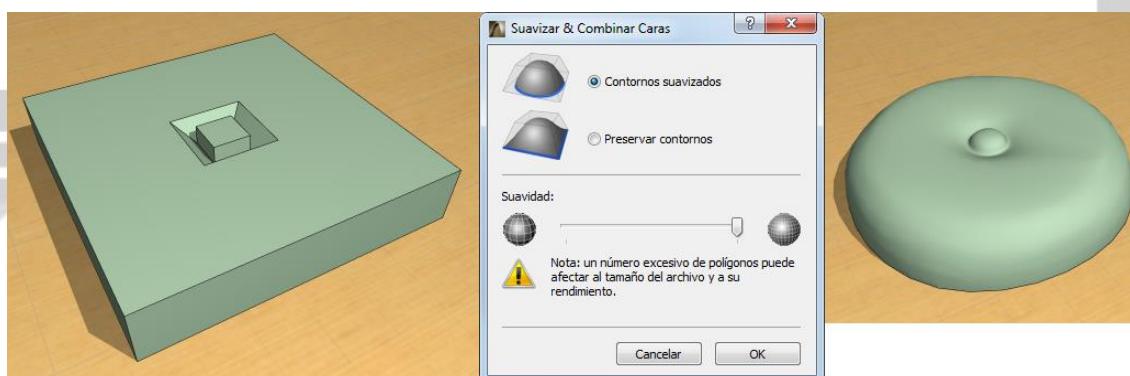 Suavizar & Combinar Caras
Contornos suavizados
Preservar contornos
Suavidad:
Nota: un número excesivo de polígonos puede
afectar al tamaño del archivo y a su
rendimiento.
Cancelar
OK